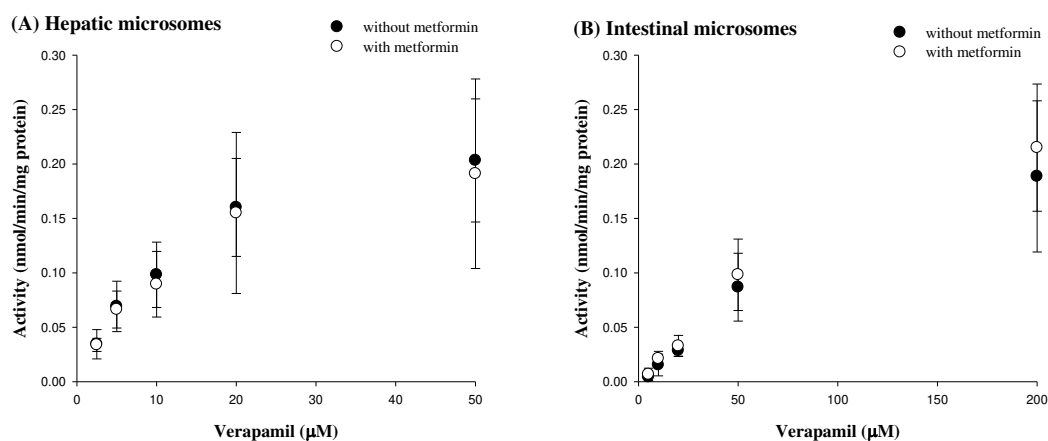 (A) Hepatic microsomes
without metformin
with metformin
Activity (nmol/min/mg protein)
0.30
0.25
0.20
0.15
0.10
0.05
0.00
0
10
20
30
40
50
Verapamil (μM)
(B) Intestinal microsomes
without metformin
with metformin
Activity (nmol/min/mg protein)
0.30
0.25
0.20
0.15
0.10
0.05
0.00
0
50
100
150
200
Verapamil (μM)